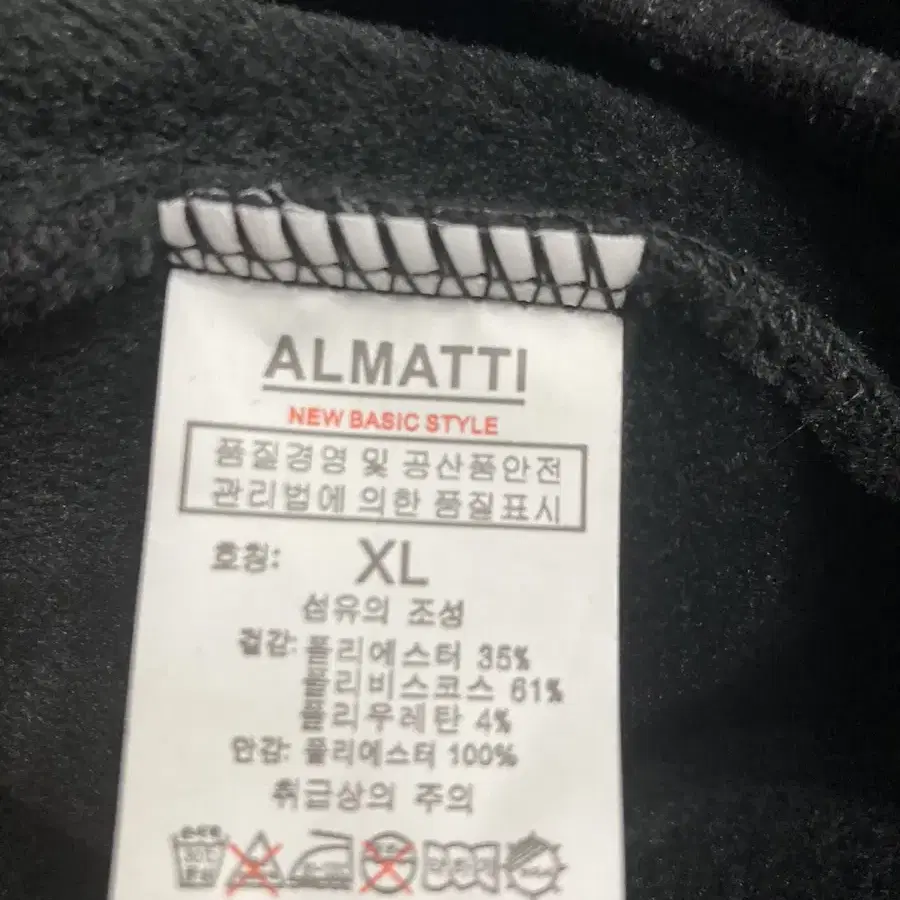 ALMATTI
NEW BASIC STYLE
품질경영 및 공산품안전
관리법에 의한 품질표시
호칭: XL
섬유의 조성
겉감: 폴리에스터 35%
폴리비스코스 61%
폴리우레탄 4%
안감: 폴리에스터 100%
취급상의 주의
30℃